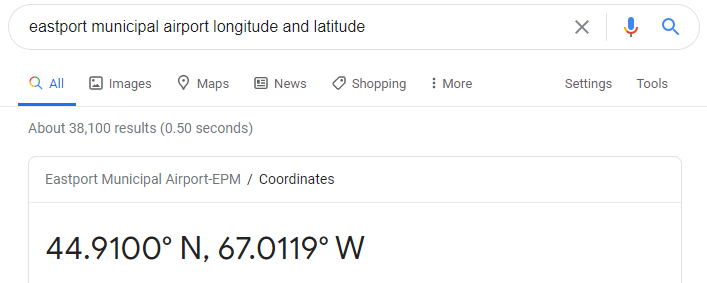 eastport municipal airport longitude and latitude
All Images Maps News Shopping More Settings Tools
About 38,100 results (0.50 seconds)
Eastport Municipal Airport-EPM / Coordinates
44.9100° N, 67.0119° W